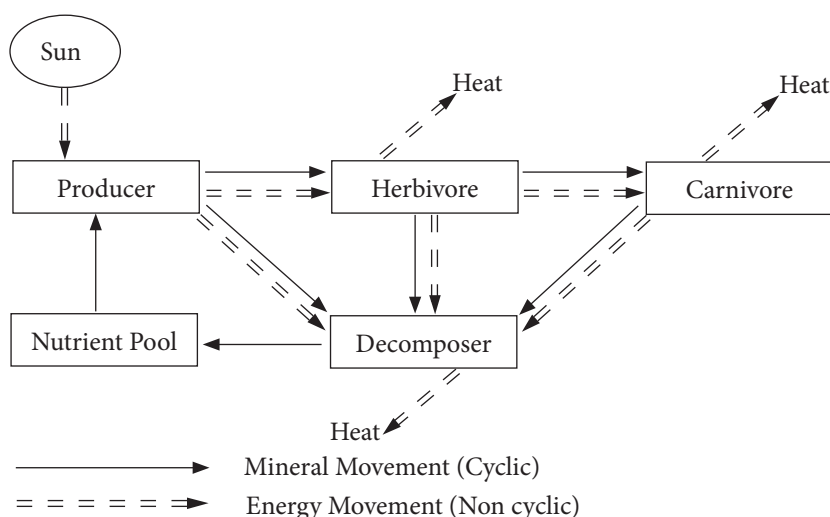 Sun
Heat
Heat
Producer
Herbivore
Carnivore
Nutrient Pool
Decomposer
Heat
Mineral Movement (Cyclic)
Energy Movement (Non cyclic)